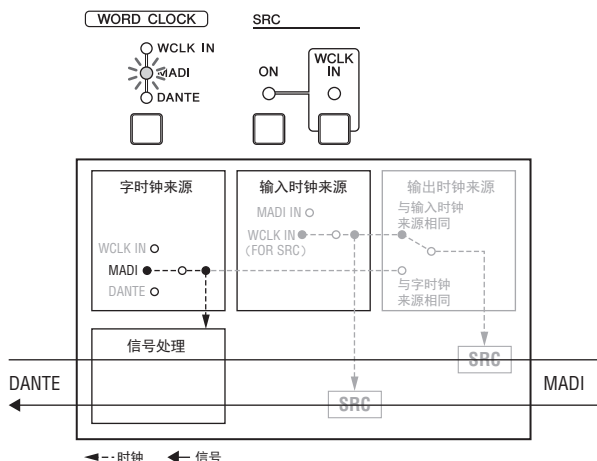 WORD CLOCK
SRC
WCLK IN
MADI
DANTE
ON
WCLK
IN
字时钟来源
输入时钟来源
输出时钟来源
MADI IN
与输入时钟
来源相同
WCLK IN
WCLK IN
(FOR SRC)
MADI
DANTE
与字时钟
来源相同
信号处理
SRC
DANTE
MADI
SRC
时钟
信号